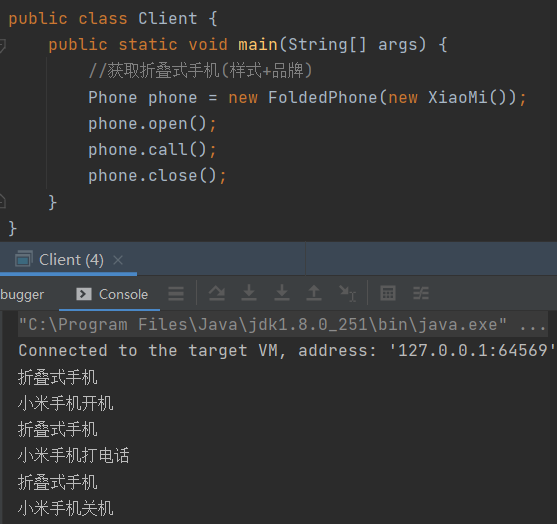 public class Client {
public static void main(String[] args) {
//获取折叠式手机(样式+品牌)
Phone phone = new FoldedPhone(new XiaoMi());
phone.open();
phone.call();
phone.close();
}
}
Client (4) ×
bugger Console
"C:\Program Files\Java\jdk1.8.0_251\bin\java.exe" ...
Connected to the target VM, address: '127.0.0.1:64569'
折叠式手机
小米手机开机
折叠式手机
小米手机打电话
折叠式手机
小米手机关机